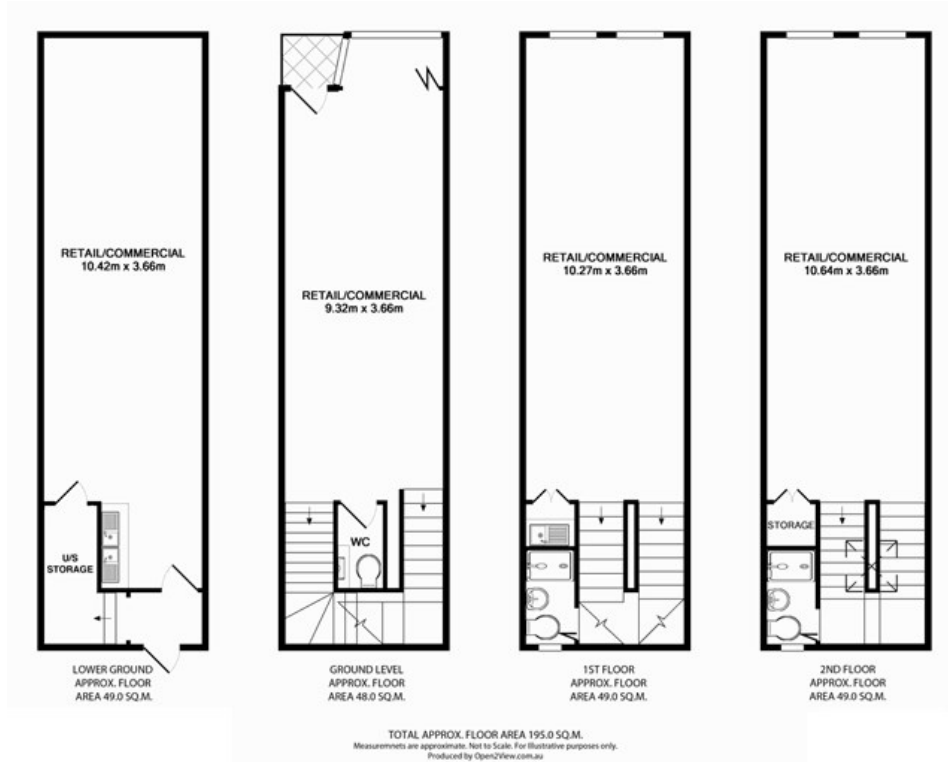 RETAIL/COMMERCIAL
10.42m x 3.66m
U/S
STORAGE
LOWER GROUND
APPROX. FLOOR
AREA 49.0 SQ.M.
RETAIL/COMMERCIAL
9.32m x 3.66m
WC
GROUND LEVEL
APPROX. FLOOR
AREA 48.0 SQ.M.
RETAIL/COMMERCIAL
10.27m x 3.66m
1ST FLOOR
APPROX. FLOOR
AREA 49.0 SQ.M.
RETAIL/COMMERCIAL
10.64m x 3.66m
STORAGE
2ND FLOOR
APPROX. FLOOR
AREA 49.0 SQ.M.
TOTAL APPROX. FLOOR AREA 195.0 SQ.M.
Measuremnets are approximate. Not to Scale. For Illustrative purposes only.
Produced by Open2View.com.au